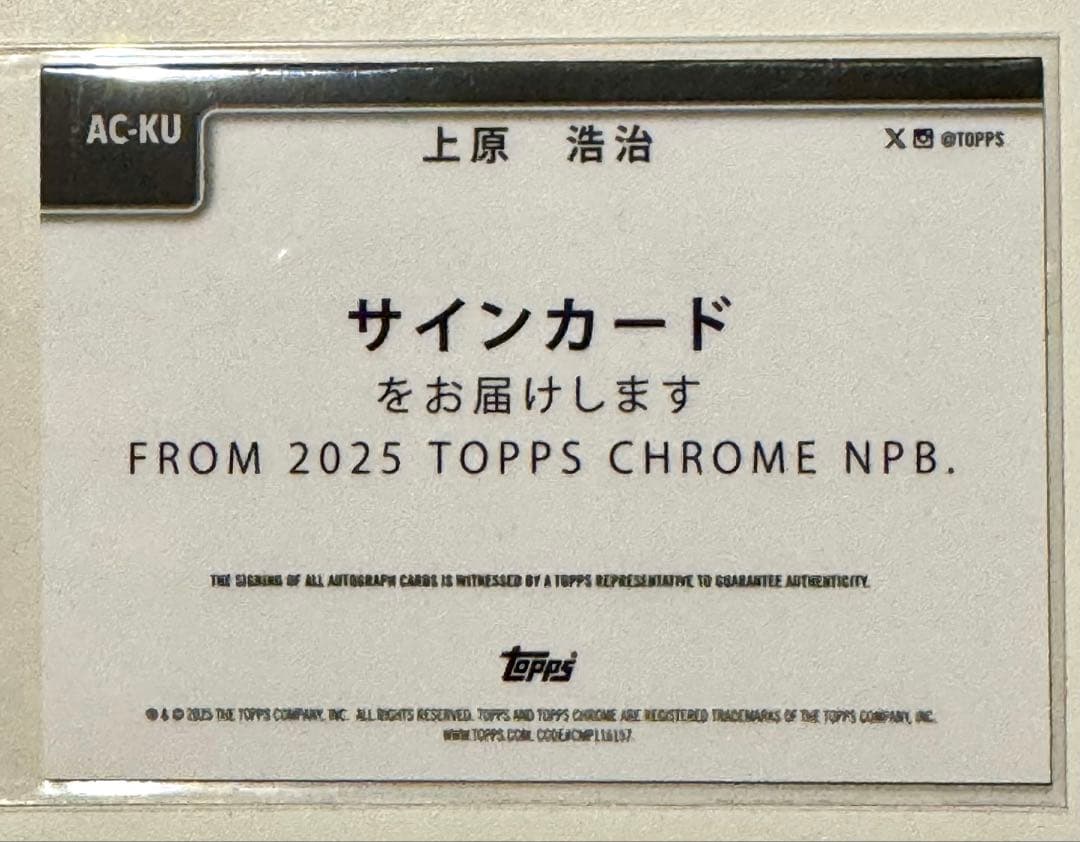 AC-KU
上原 浩治
@TOPPS
サインカード
をお届けします
FROM 2025 TOPPS CHROME NPB.
THE SIGNING OF ALL AUTOGRAPH CARDS IS WITNESSED BY A TOPPS REPRESENTATIVE TO GUARANTEE AUTHENTICITY.
Topps
® & © 2025 THE TOPPS COMPANY, INC. ALL RIGHTS RESERVED. TOPPS AND TOPPS CHROME ARE REGISTERED TRADEMARKS OF THE TOPPS COMPANY, INC.
WWW.TOPPS.COM. CODE#CMP116157